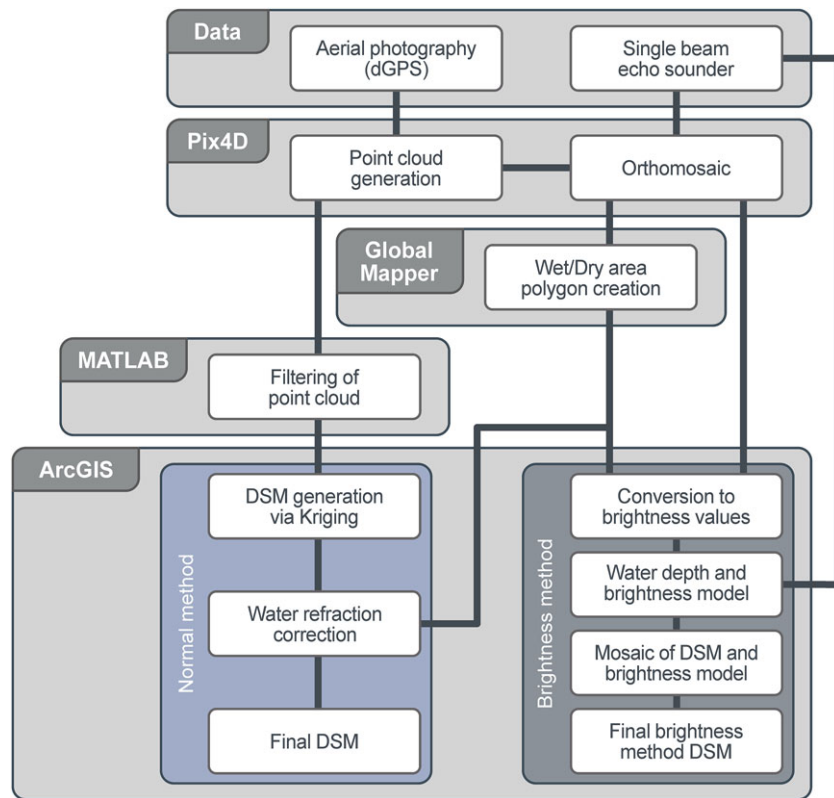 Data
Aerial photography
(dGPS)
Single beam
echo sounder
Pix4D
Point cloud
generation
Orthomosaic
Global
Mapper
Wet/Dry area
polygon creation
MATLAB
Filtering of
point cloud
ArcGIS
Normal method
DSM generation
via Kriging
Water refraction
correction
Final DSM
Brightness method
Conversion to
brightness values
Water depth and
brightness model
Mosaic of DSM and
brightness model
Final brightness
method DSM